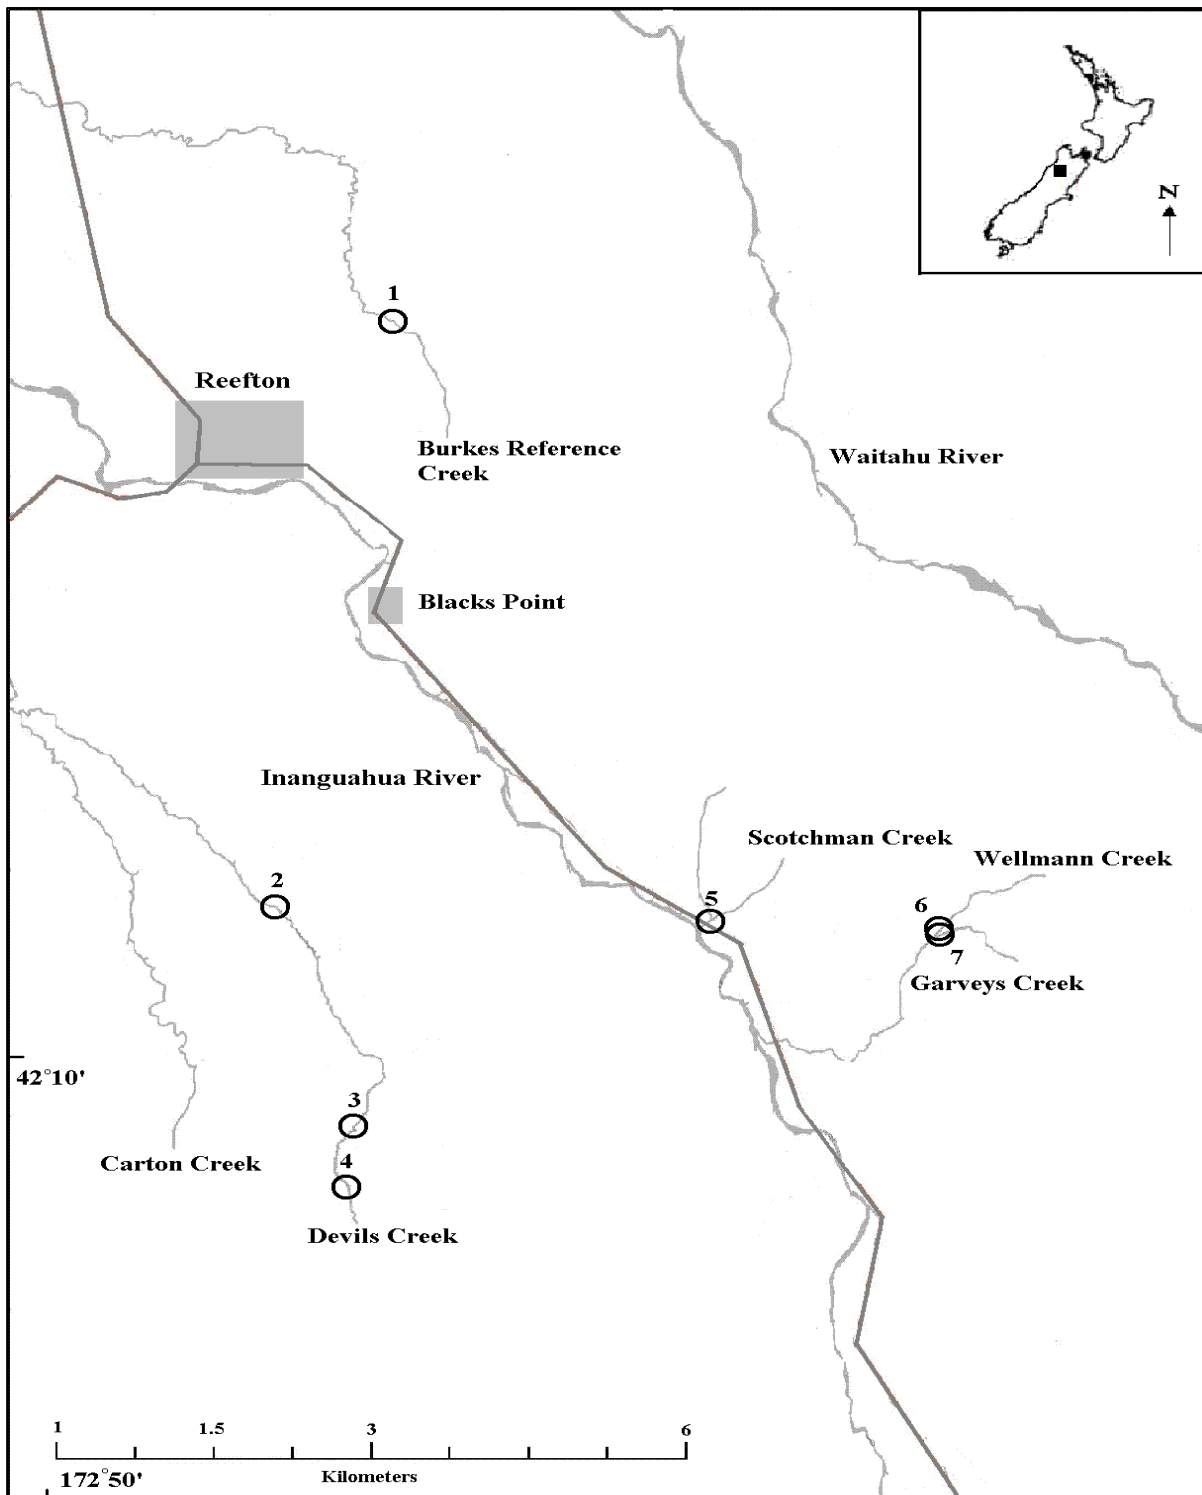 N
1
Reefton
Burkes Reference
Creek
Waitahu River
Blacks Point
Inanguahua River
Scotchman Creek
Wellmann Creek
2
5
6
7
Garveys Creek
42°10'
3
4
Carton Creek
Devils Creek
1 1.5 3 6
Kilometers
172°50'